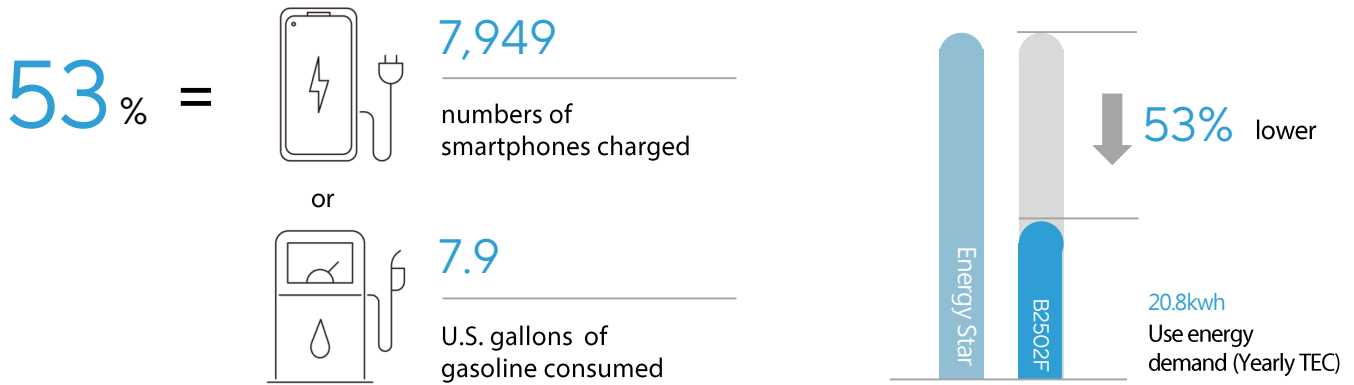 53 % =
7,949
numbers of
smartphones charged
or
7.9
U.S. gallons of
gasoline consumed
Energy Star
B2502F
53% lower
20.8kwh
Use energy
demand (Yearly TEC)